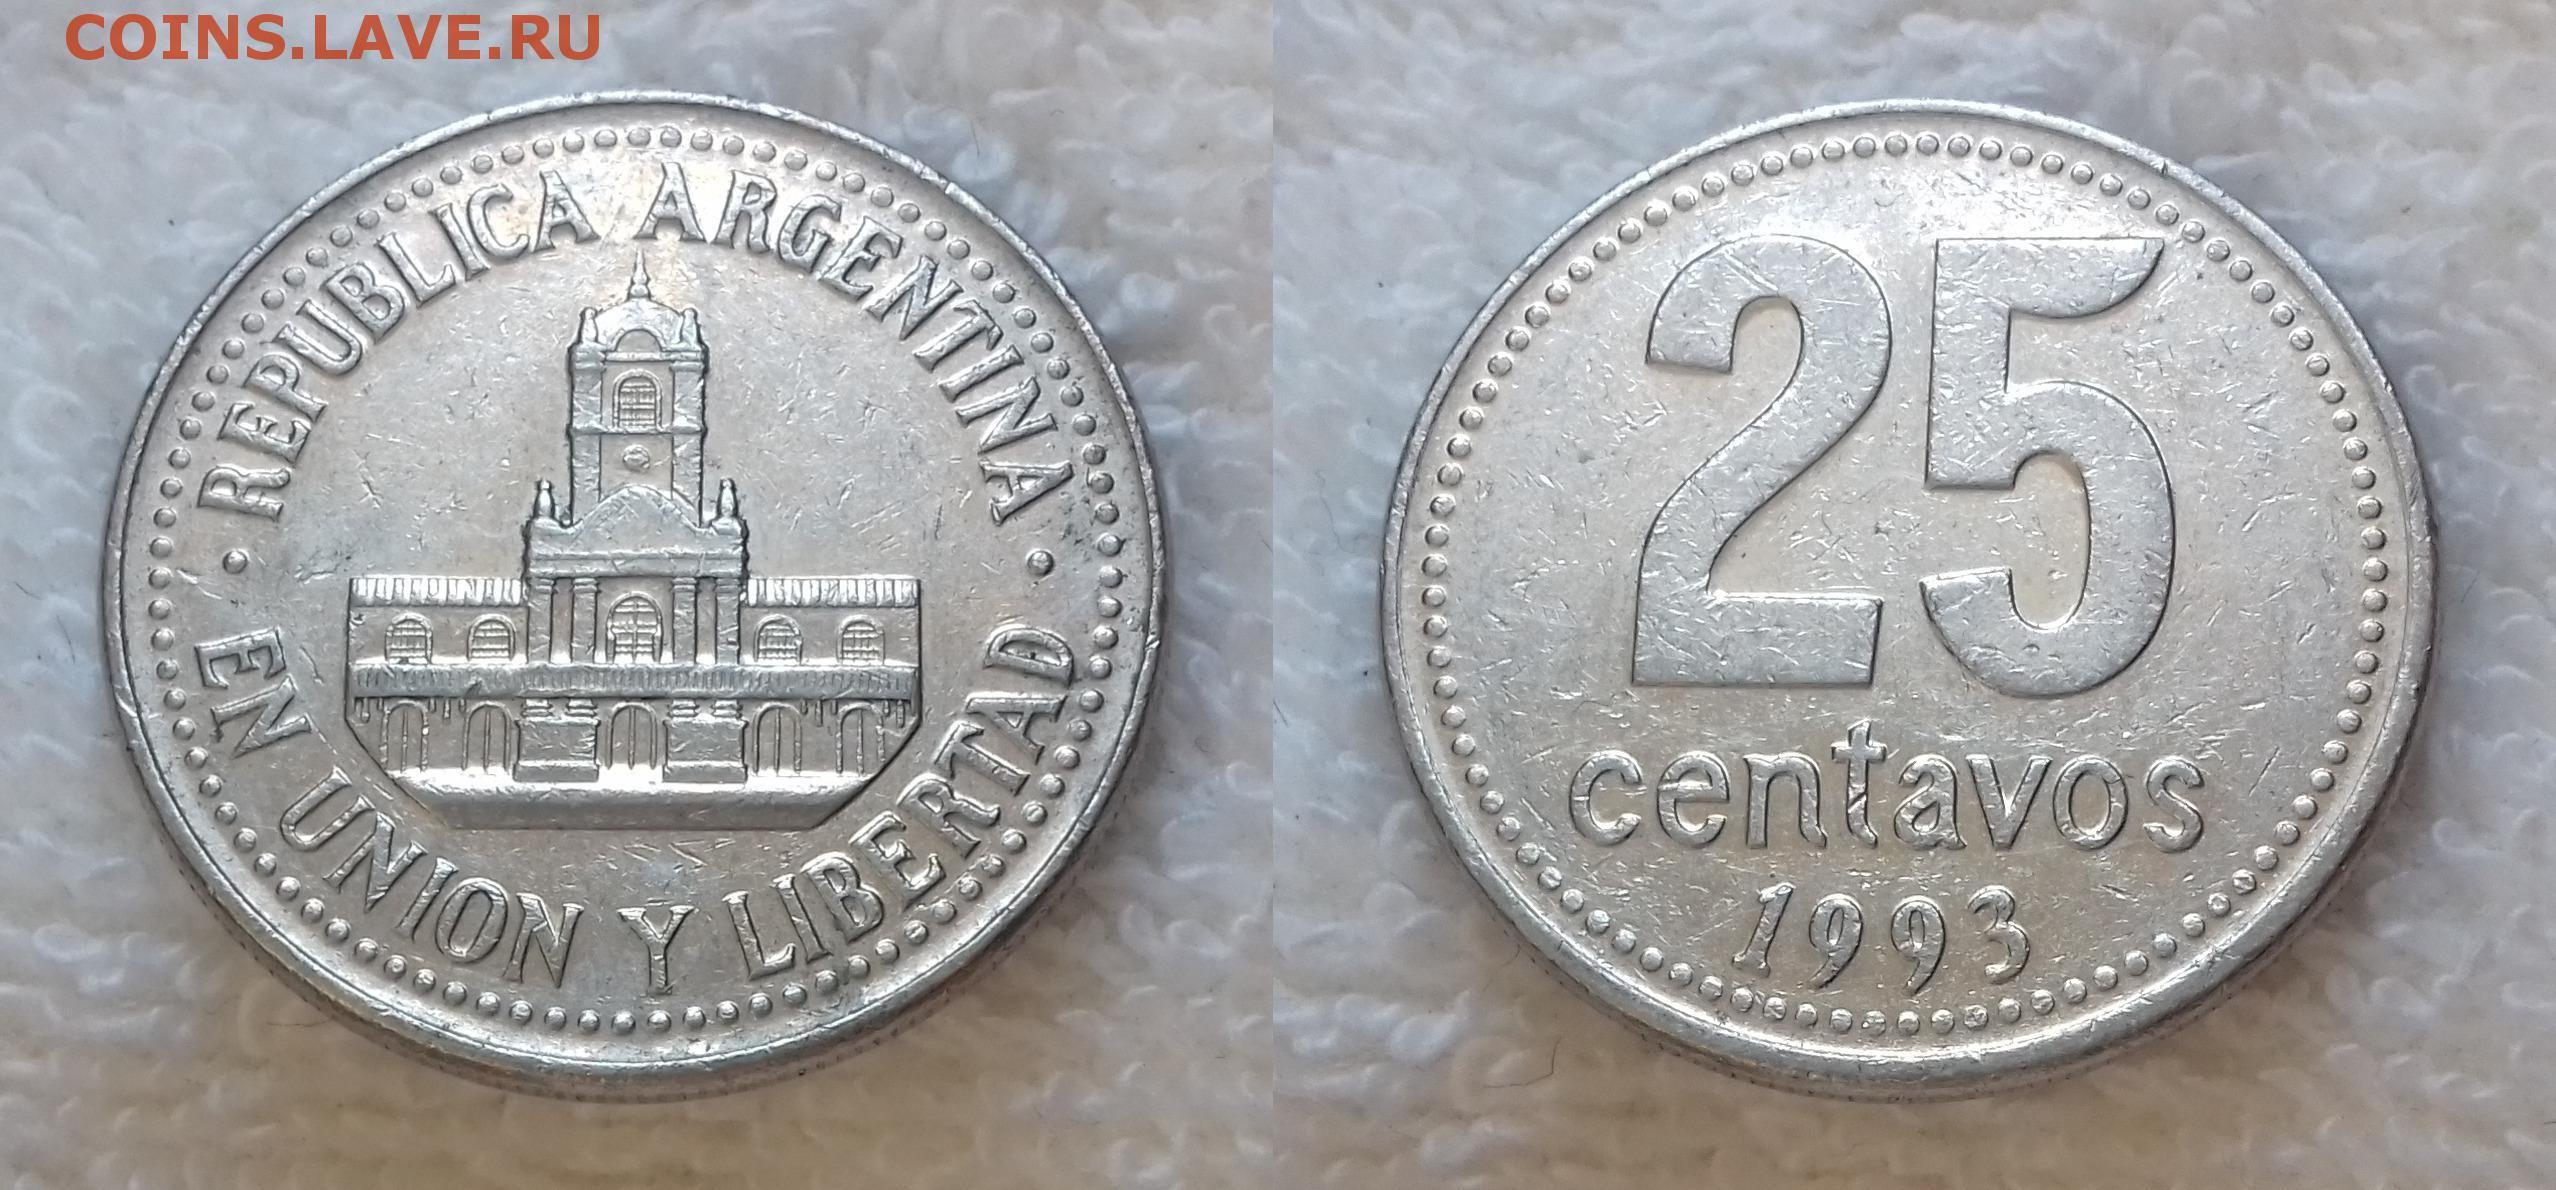 COINS.LAVE.RU
REPUBLICA ARGENTINA
EN UNION Y LIBERTAD
25
centavos
1993